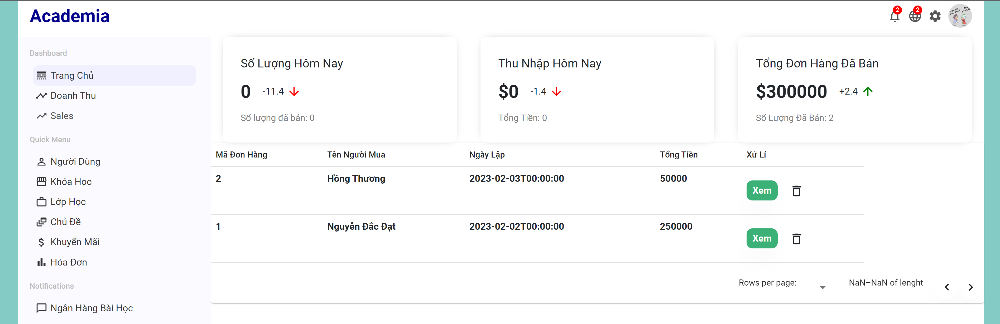 Academia
2
2
Dashboard
Trang Chủ
Doanh Thu
Sales
Quick Menu
Người Dùng
Khóa Học
Lớp Học
Chủ Đề
Khuyến Mãi
Hóa Đơn
Notifications
Ngân Hàng Bài Học
Số Lượng Hôm Nay
0 -11.4
Số lượng đã bán: 0
Thu Nhập Hôm Nay
$0 -1.4
Tổng Tiền: 0
Tổng Đơn Hàng Đã Bán
$300000 +2.4
Số Lượng Đã Bán: 2
Mã Đơn Hàng Tên Người Mua Ngày Lập Tổng Tiền Xử Lí
2 Hồng Thương 2023-02-03T00:00:00 50000 Xem
1 Nguyễn Đắc Đạt 2023-02-02T00:00:00 250000 Xem
Rows per page: NaN–NaN of lenght